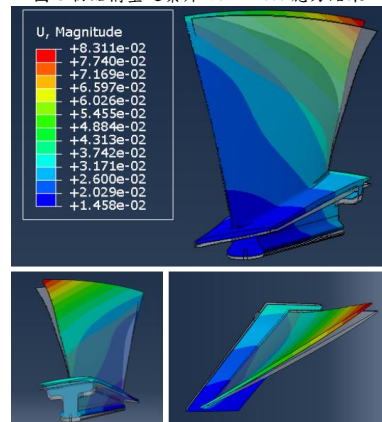 U, Magnitude
+8.311e-02
+7.740e-02
+7.169e-02
+6.597e-02
+6.026e-02
+5.455e-02
+4.884e-02
+4.313e-02
+3.742e-02
+3.171e-02
+2.600e-02
+2.029e-02
+1.458e-02